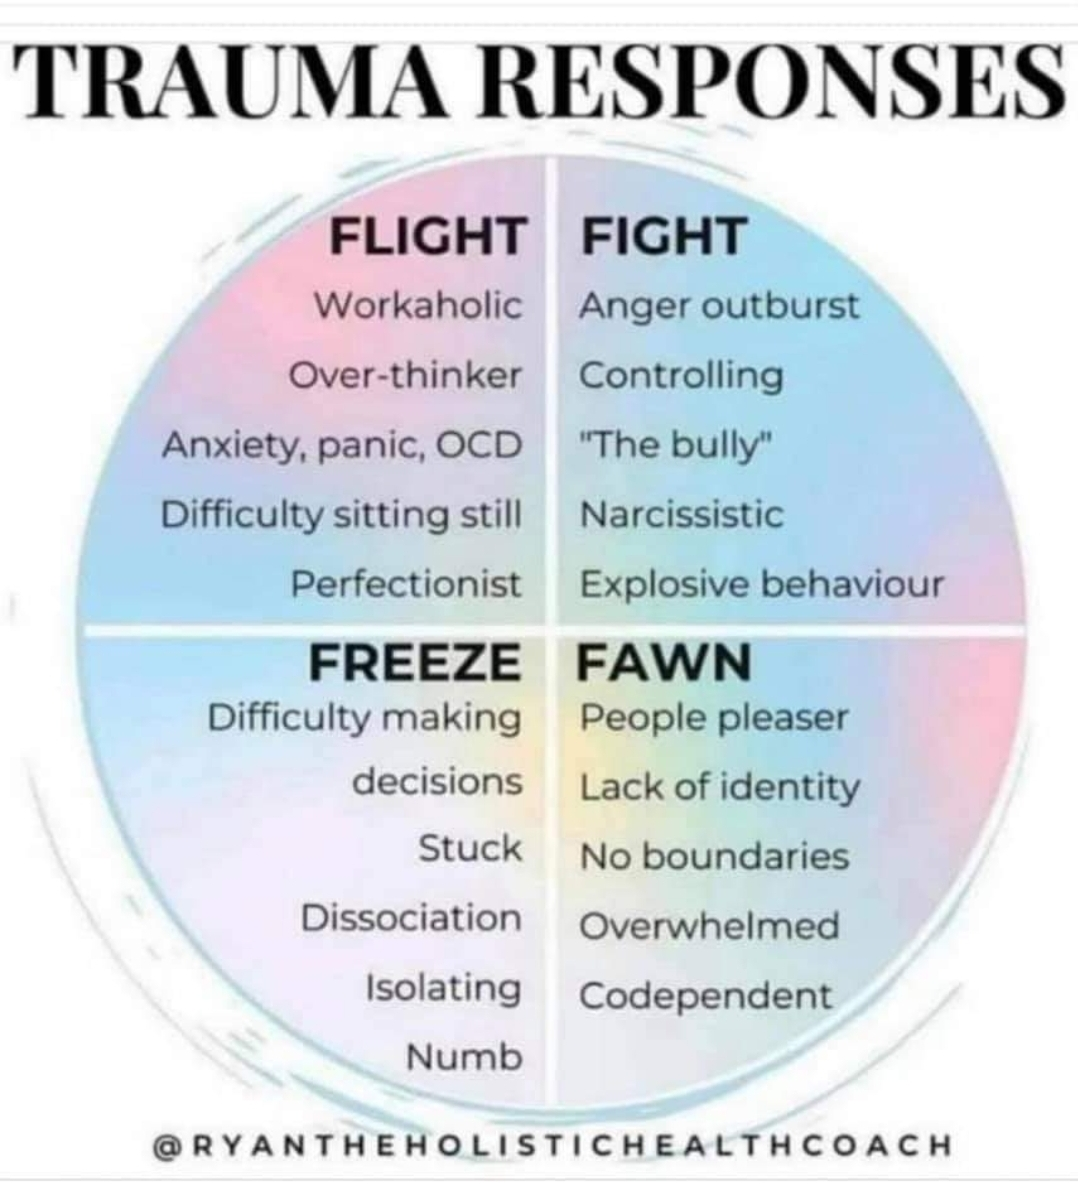 TRAUMA RESPONSES
FLIGHT
Workaholic
Over-thinker
Anxiety, panic, OCD
Difficulty sitting still
Perfectionist
FIGHT
Anger outburst
Controlling
"The bully"
Narcissistic
Explosive behaviour
FREEZE
Difficulty making
decisions
Stuck
Dissociation
Isolating
Numb
FAWN
People pleaser
Lack of identity
No boundaries
Overwhelmed
Codependent
@RYANTHEHOLISTICHEALTHCOACH